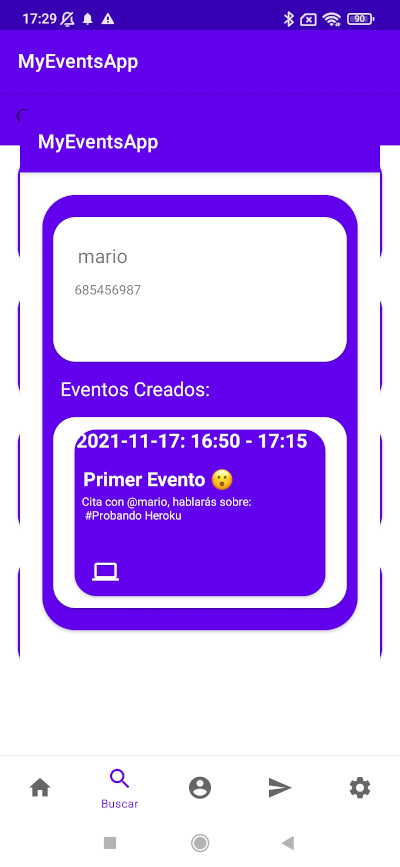 17:29
90
MyEventsApp
MyEventsApp
mario
685456987
Eventos Creados:
2021-11-17: 16:50 - 17:15
Primer Evento 😮
Cita con @mario, hablarás sobre:
#Probando Heroku
Buscar